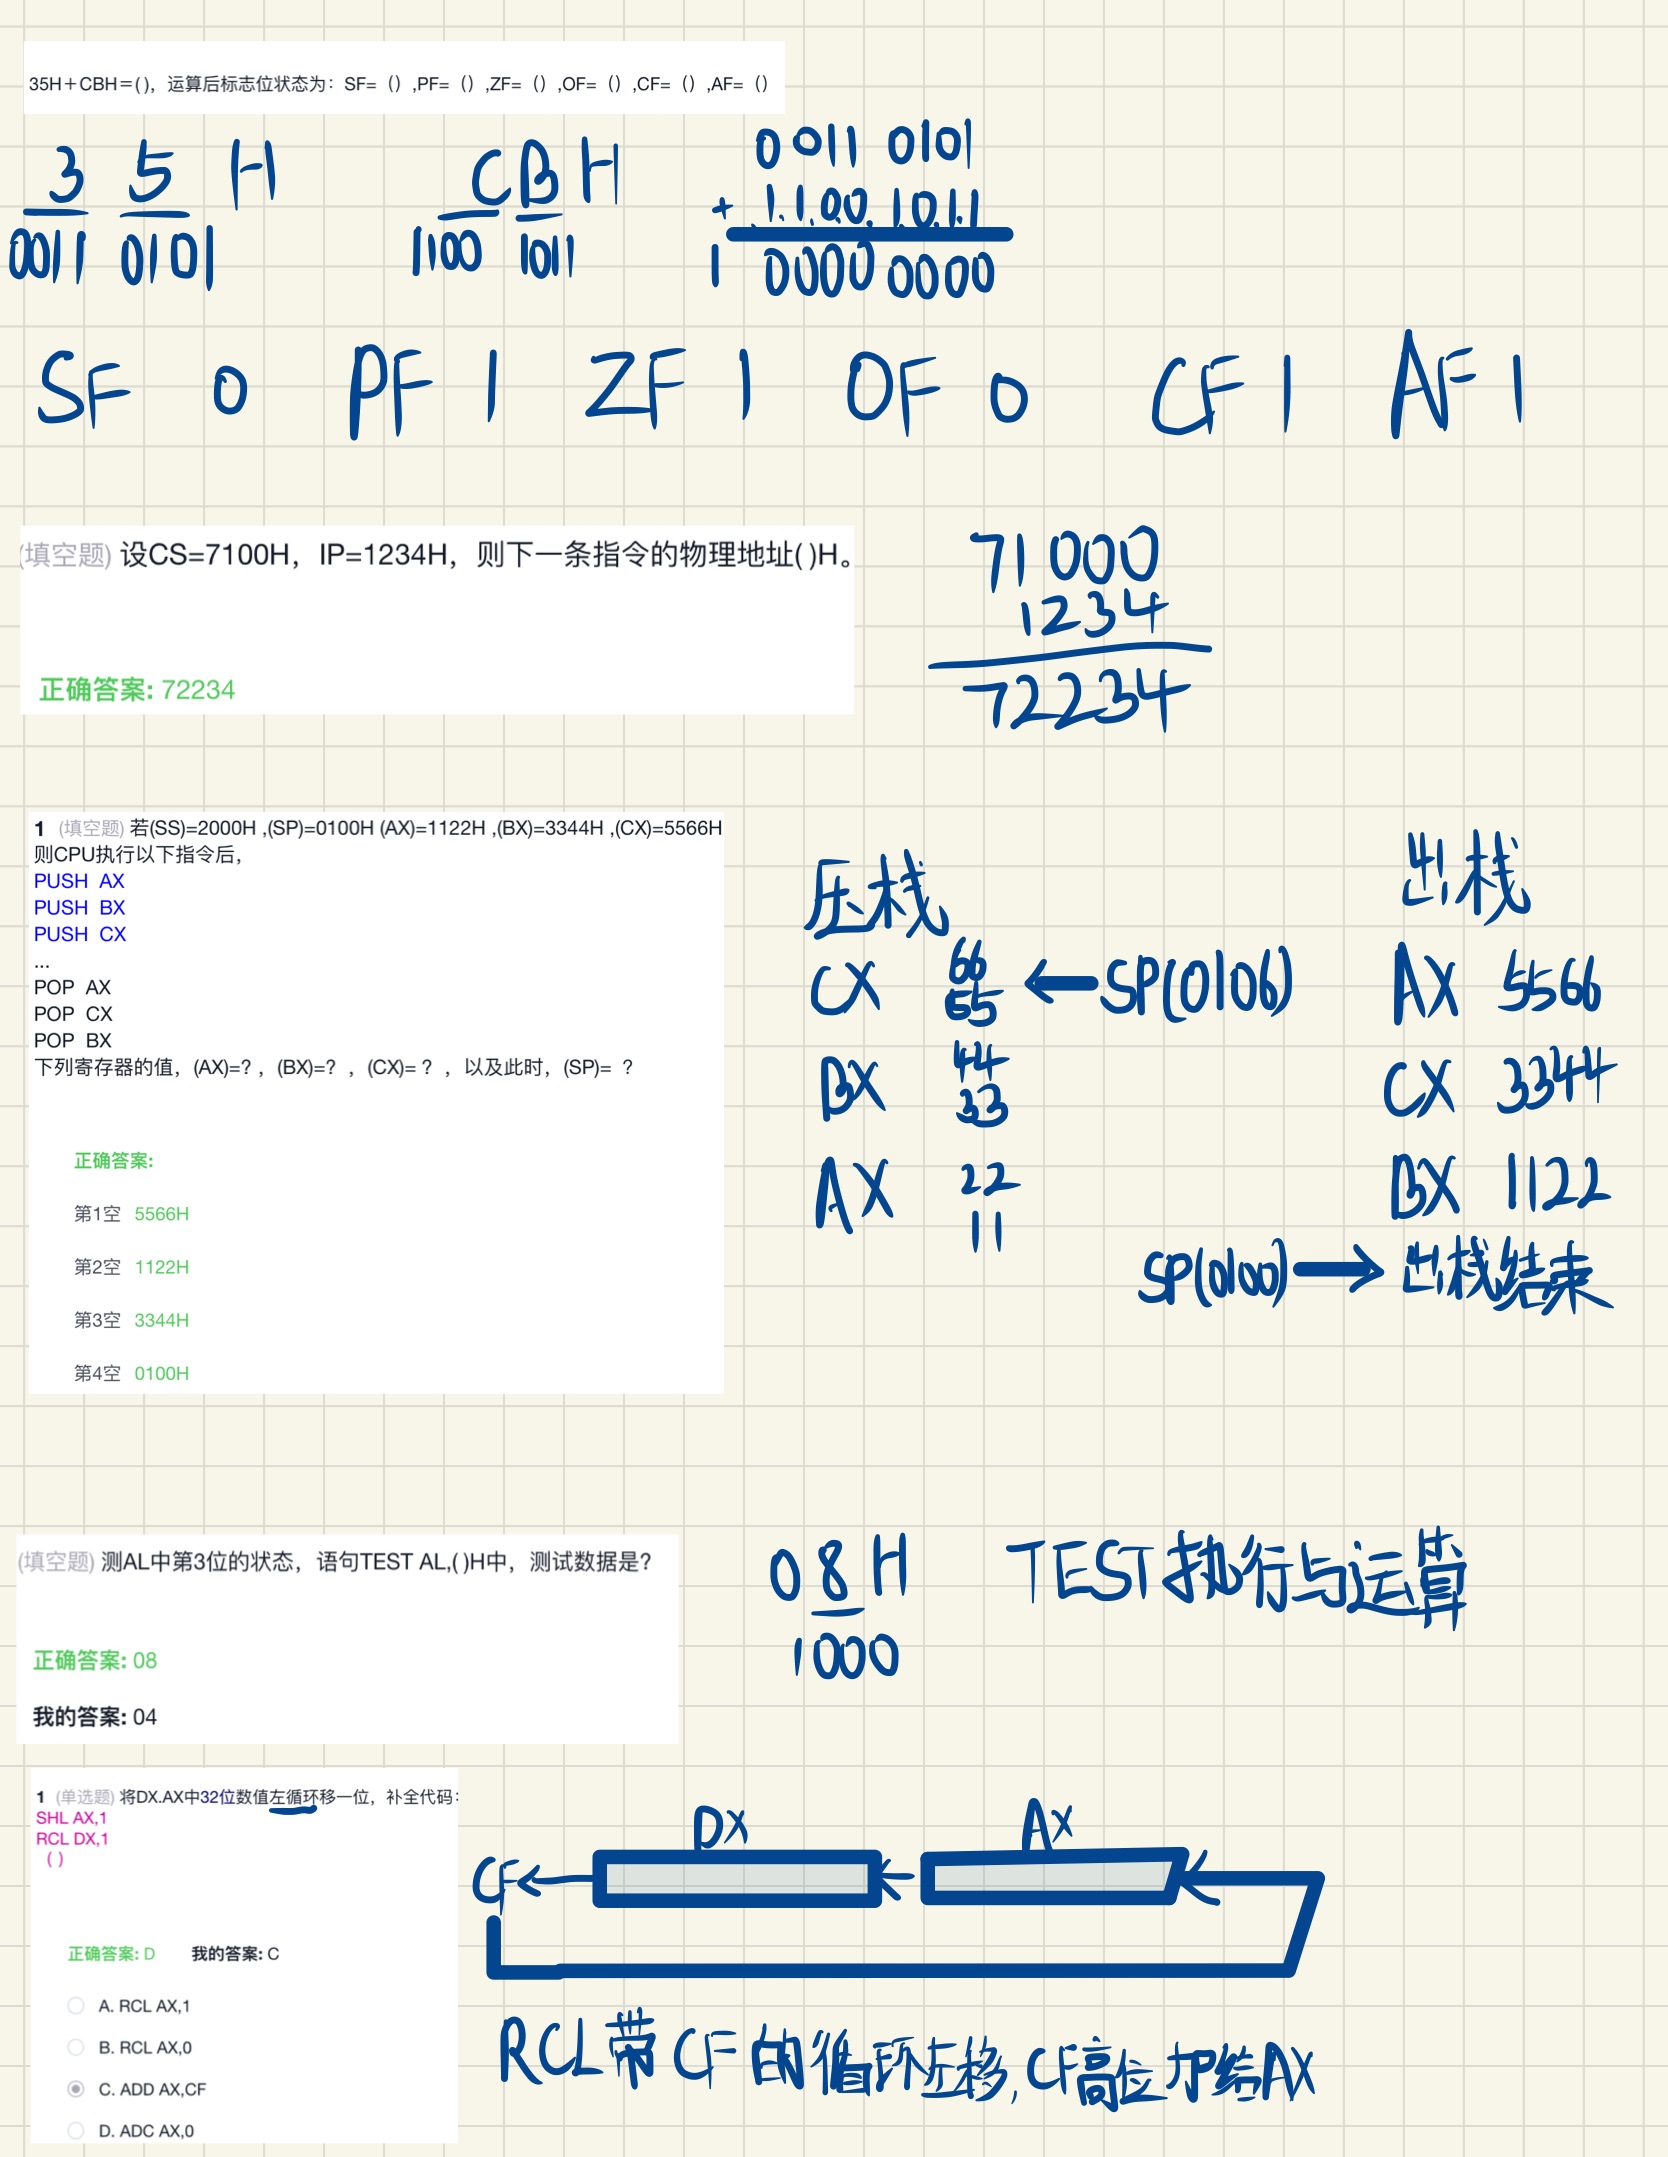 35H＋CBH＝( )，运算后标志位状态为：SF=（）,PF=（）,ZF=（）,OF=（）,CF=（）,AF=（）
3 5 H
0011 0101
CBH
1100 1011
0 0011 0101
+ 1100 1011
1 0000 0000
SF 0 PF 1 ZF 1 OF 0 CF 1 AF 1
(填空题) 设CS=7100H，IP=1234H，则下一条指令的物理地址( )H。
正确答案: 72234
71000
1234
72234
1 (填空题) 若(SS)=2000H ,(SP)=0100H (AX)=1122H ,(BX)=3344H ,(CX)=5566H
则CPU执行以下指令后，
PUSH AX
PUSH BX
PUSH CX
...
POP AX
POP CX
POP BX
下列寄存器的值，(AX)=? ，(BX)=? ，(CX)= ? ，以及此时，(SP)= ？
正确答案:
第1空 5566H
第2空 1122H
第3空 3344H
第4空 0100H
压栈
CX 66
55
←SP(0106)
BX 44
33
AX 22
11
出栈
AX 5566
CX 3344
BX 1122
SP(0100)→出栈结束
(填空题) 测AL中第3位的状态，语句TEST AL,( )H中，测试数据是?
正确答案: 08
我的答案: 04
08H
1000
TEST执行与运算
1 (单选题) 将DX.AX中32位数值左循环移一位，补全代码：
SHL AX,1
RCL DX,1
( )
正确答案: D 我的答案: C
A. RCL AX,1
B. RCL AX,0
C. ADD AX,CF
D. ADC AX,0
DX AX
CF
RCL带CF的循环左移,CF高位 给AX